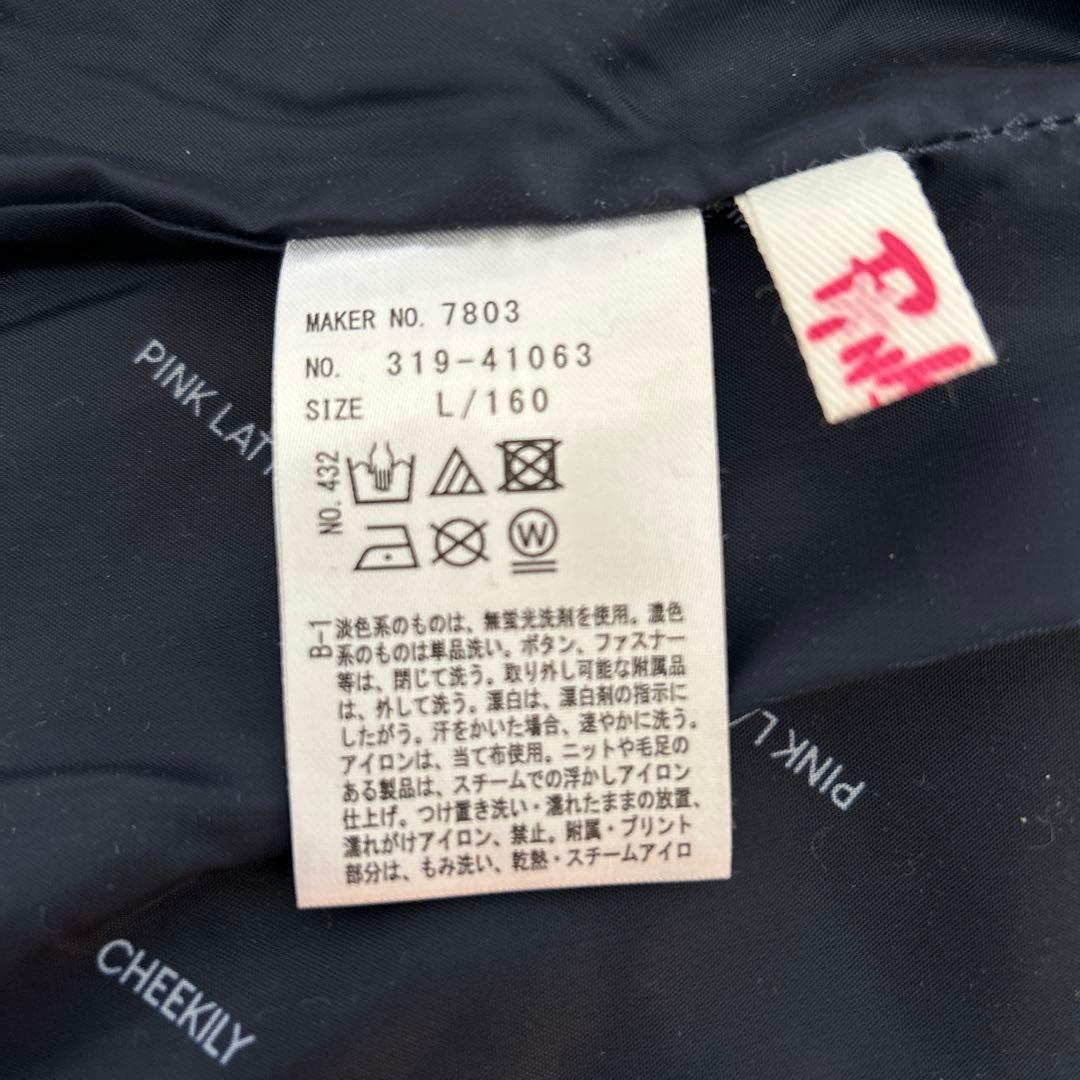 MAKER NO. 7803
NO. 319-41063
SIZE L/160
NO. 432
W
B-1
淡色系のものは、無蛍光洗剤を使用。濃色
系のものは単品洗い。ボタン、ファスナー
等は、閉じて洗う。取り外し可能な附属品
は、外して洗う。漂白は、漂白剤の指示に
したがう。汗をかいた場合、速やかに洗う。
アイロンは、当て布使用。ニットや毛足の
ある製品は、スチームでの浮かしアイロン
仕上げ。つけ置き洗い・濡れたままの放置、
濡れがけアイロン、禁止。附属・プリント
部分は、もみ洗い、乾熱・スチームアイロ
PINK LATT
PINK L
CHEEKILY